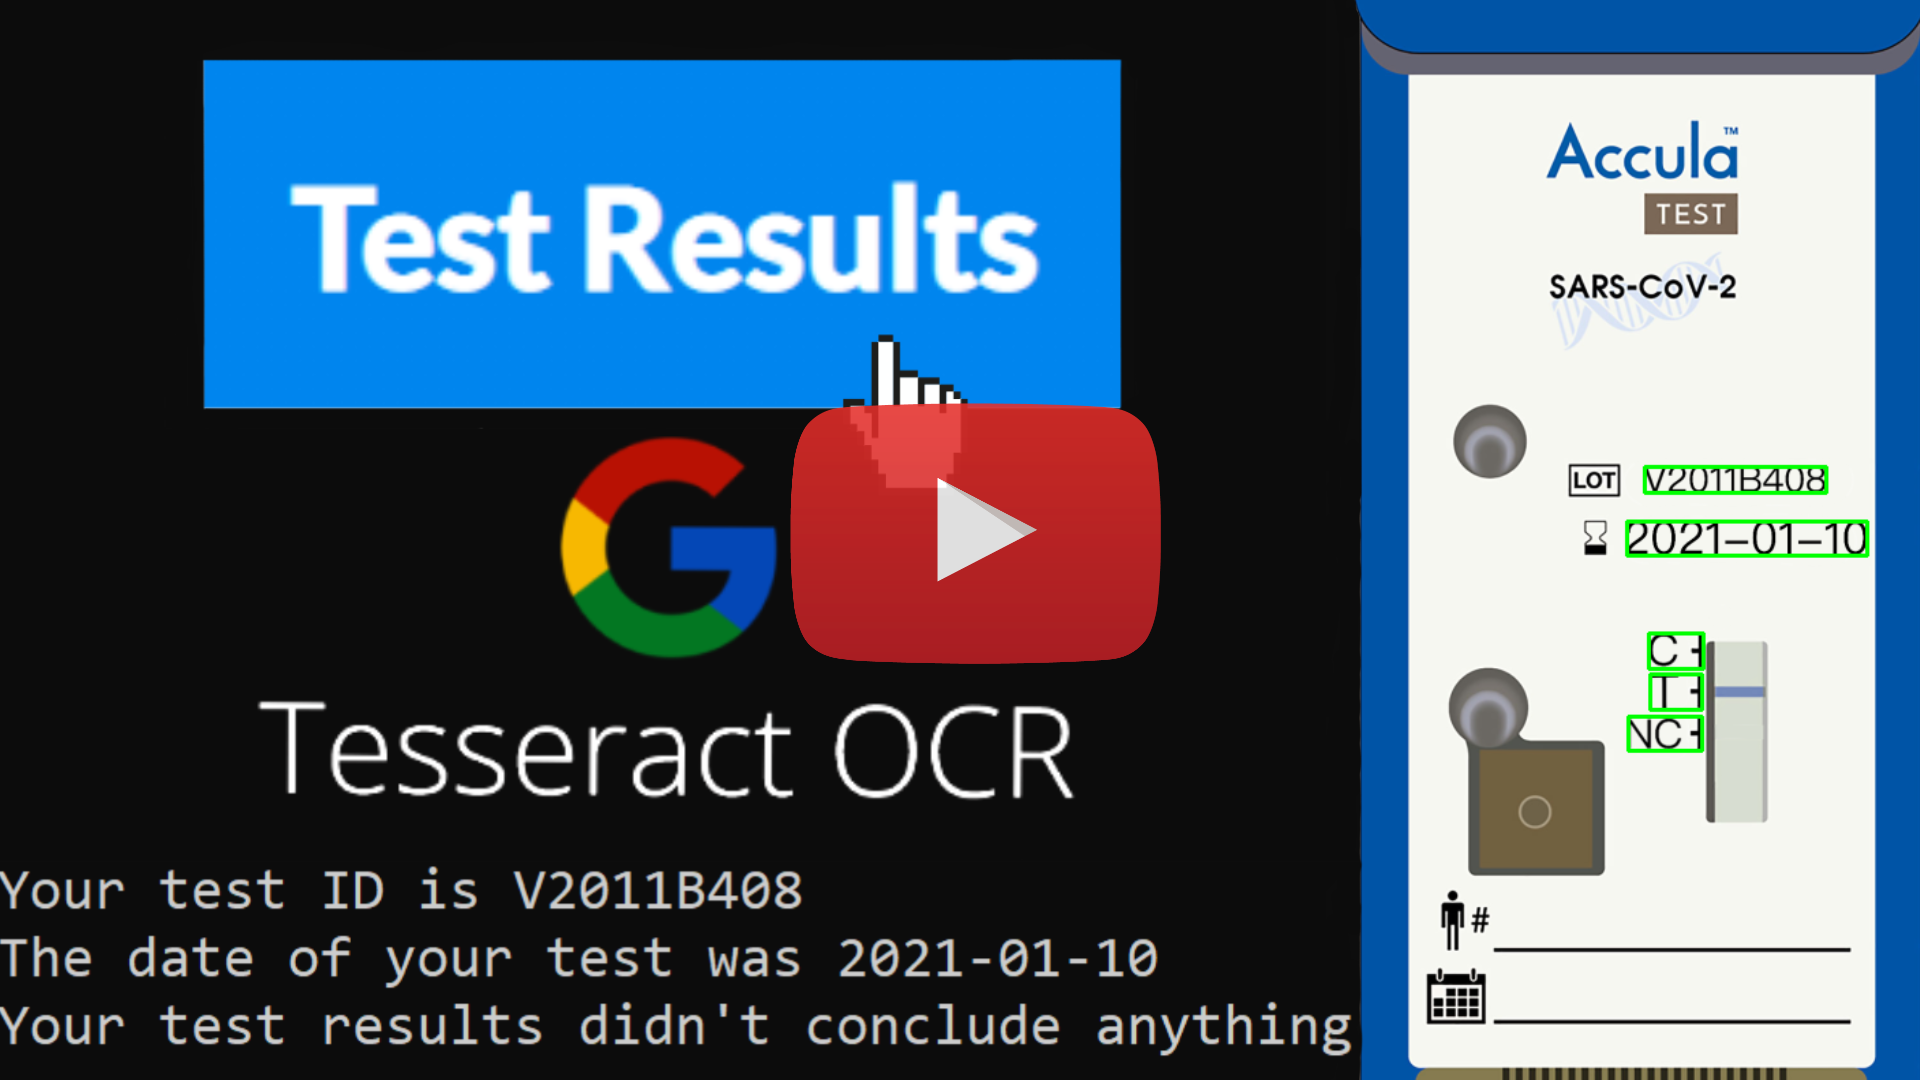 Test Results
Tesseract OCR
Your test ID is V2011B408
The date of your test was 2021-01-10
Your test results didn't conclude anything
Accula™
TEST
SARS-CoV-2
LOT V2011B408
2021-01-10
C -
T -
NC -
#